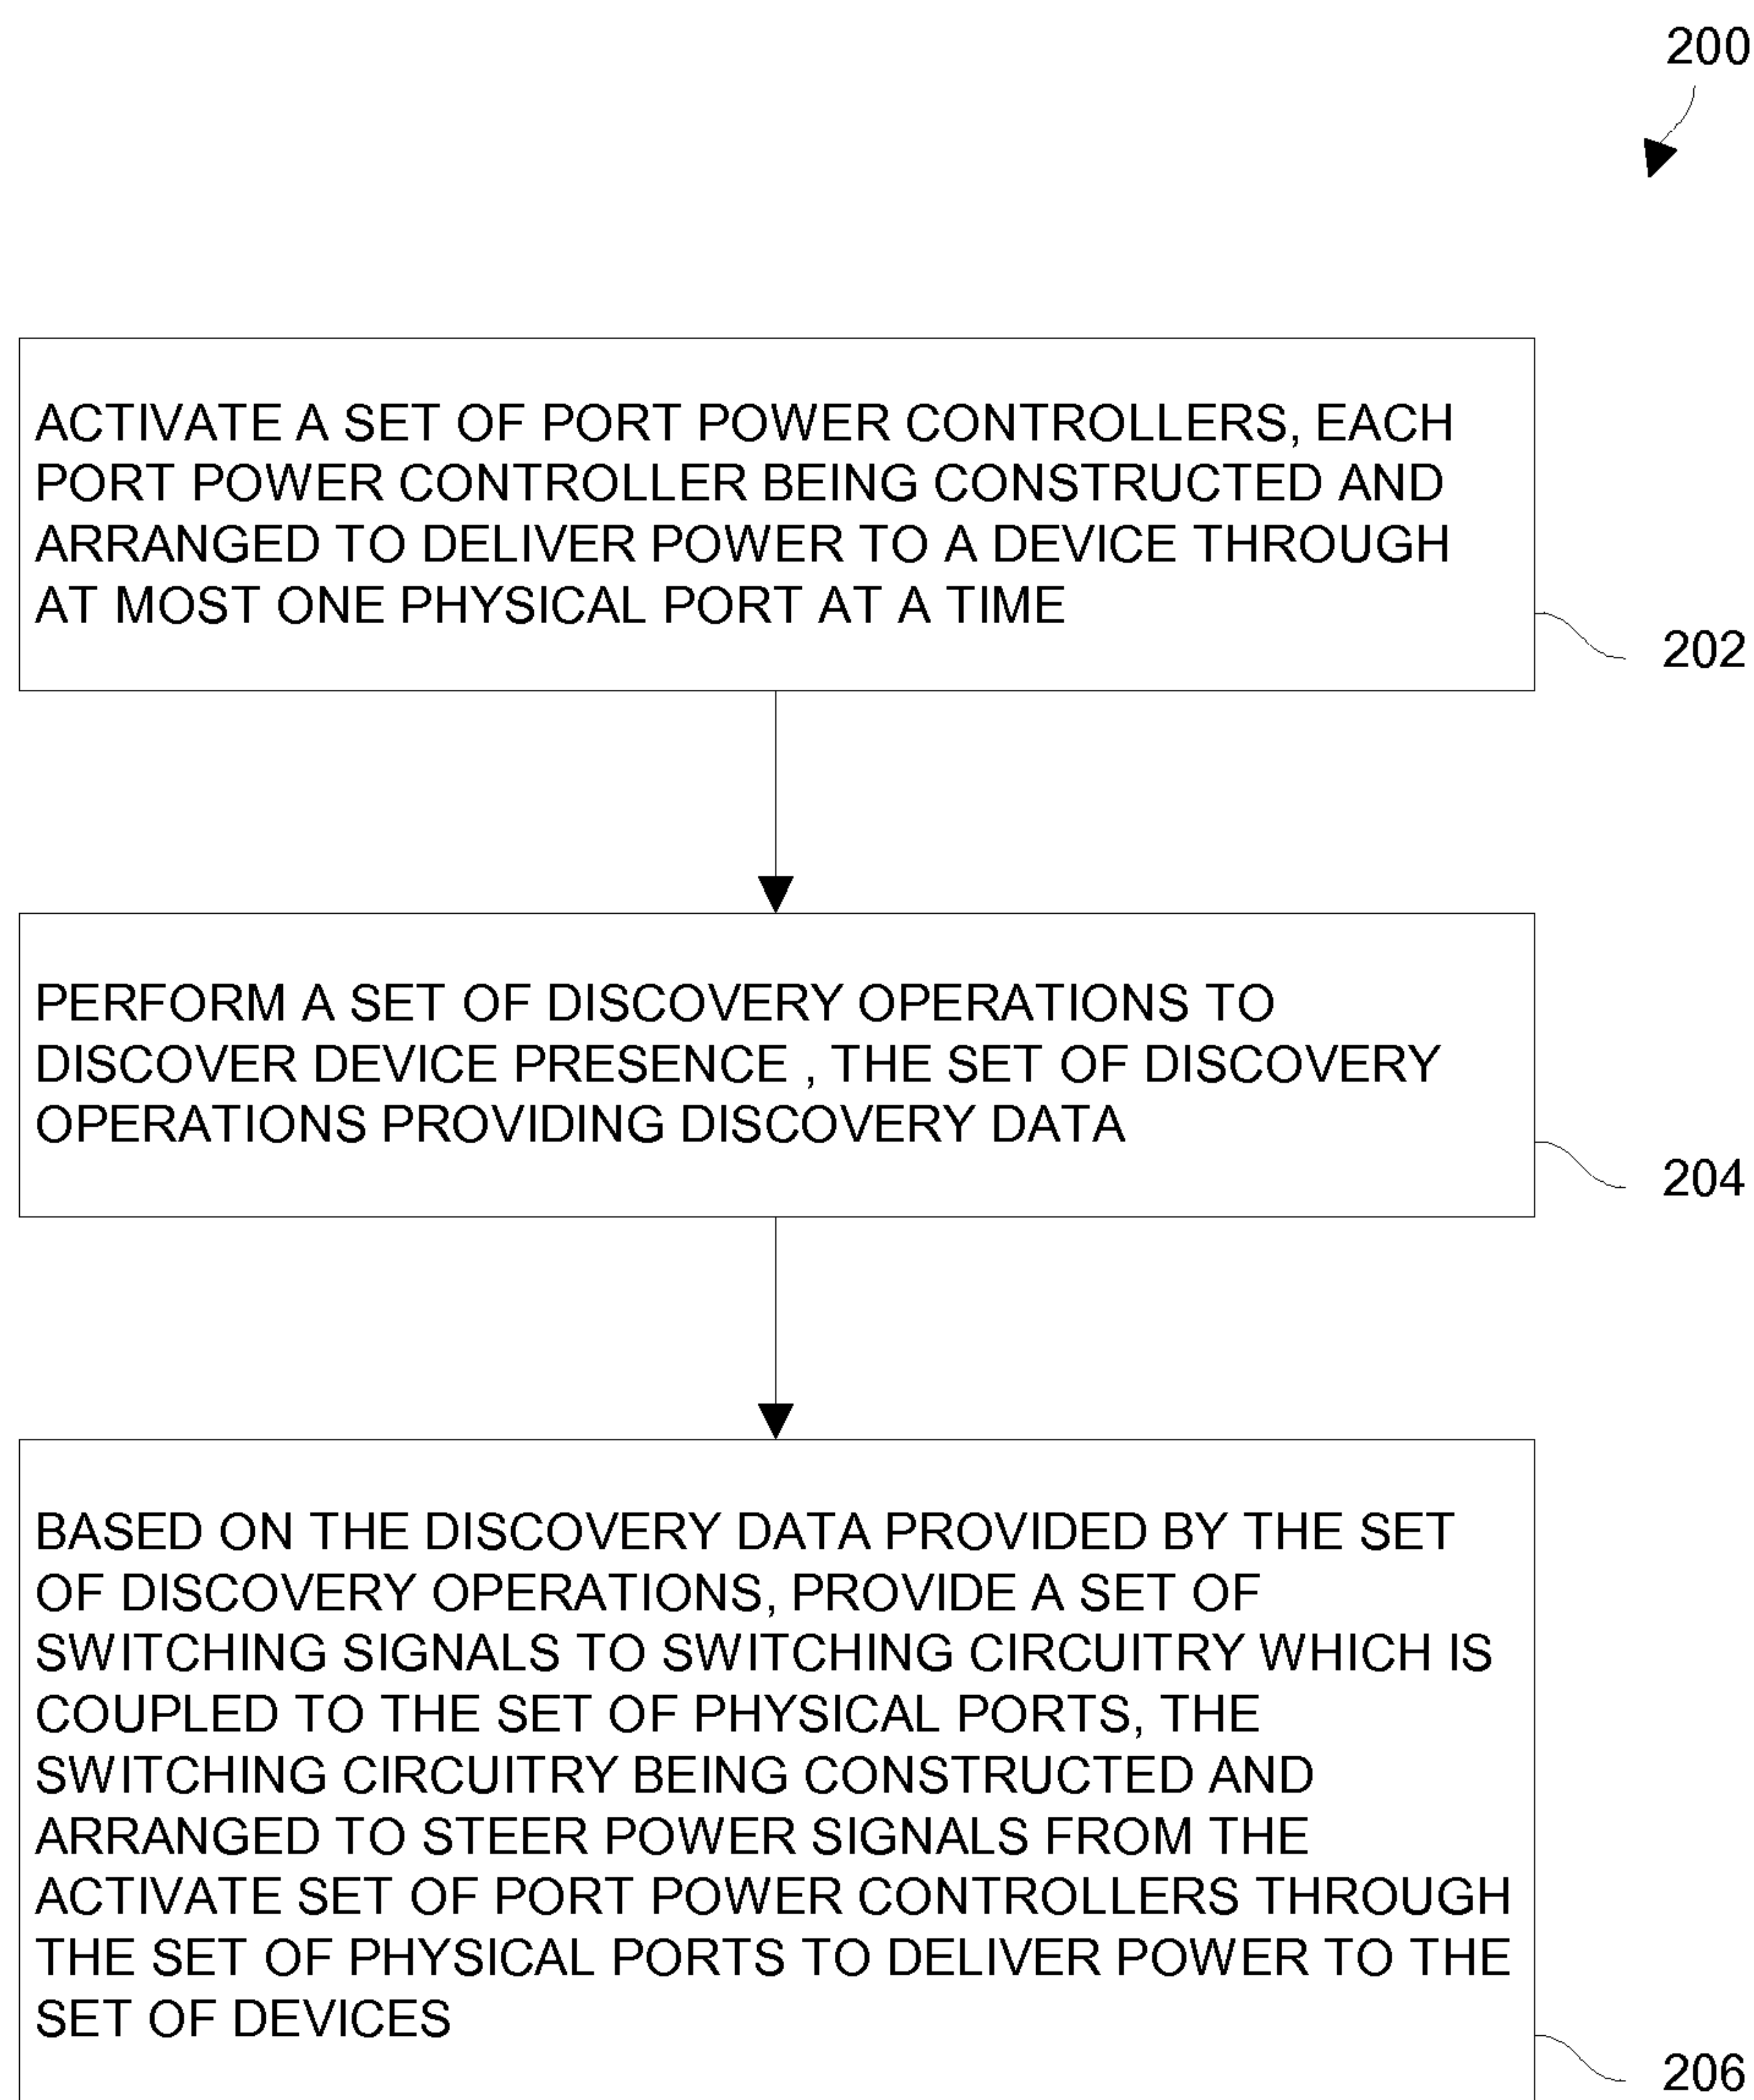 200
ACTIVATE A SET OF PORT POWER CONTROLLERS, EACH
PORT POWER CONTROLLER BEING CONSTRUCTED AND
ARRANGED TO DELIVER POWER TO A DEVICE THROUGH
AT MOST ONE PHYSICAL PORT AT A TIME
202
PERFORM A SET OF DISCOVERY OPERATIONS TO
DISCOVER DEVICE PRESENCE , THE SET OF DISCOVERY
OPERATIONS PROVIDING DISCOVERY DATA
204
BASED ON THE DISCOVERY DATA PROVIDED BY THE SET
OF DISCOVERY OPERATIONS, PROVIDE A SET OF
SWITCHING SIGNALS TO SWITCHING CIRCUITRY WHICH IS
COUPLED TO THE SET OF PHYSICAL PORTS, THE
SWITCHING CIRCUITRY BEING CONSTRUCTED AND
ARRANGED TO STEER POWER SIGNALS FROM THE
ACTIVATE SET OF PORT POWER CONTROLLERS THROUGH
THE SET OF PHYSICAL PORTS TO DELIVER POWER TO THE
SET OF DEVICES
206